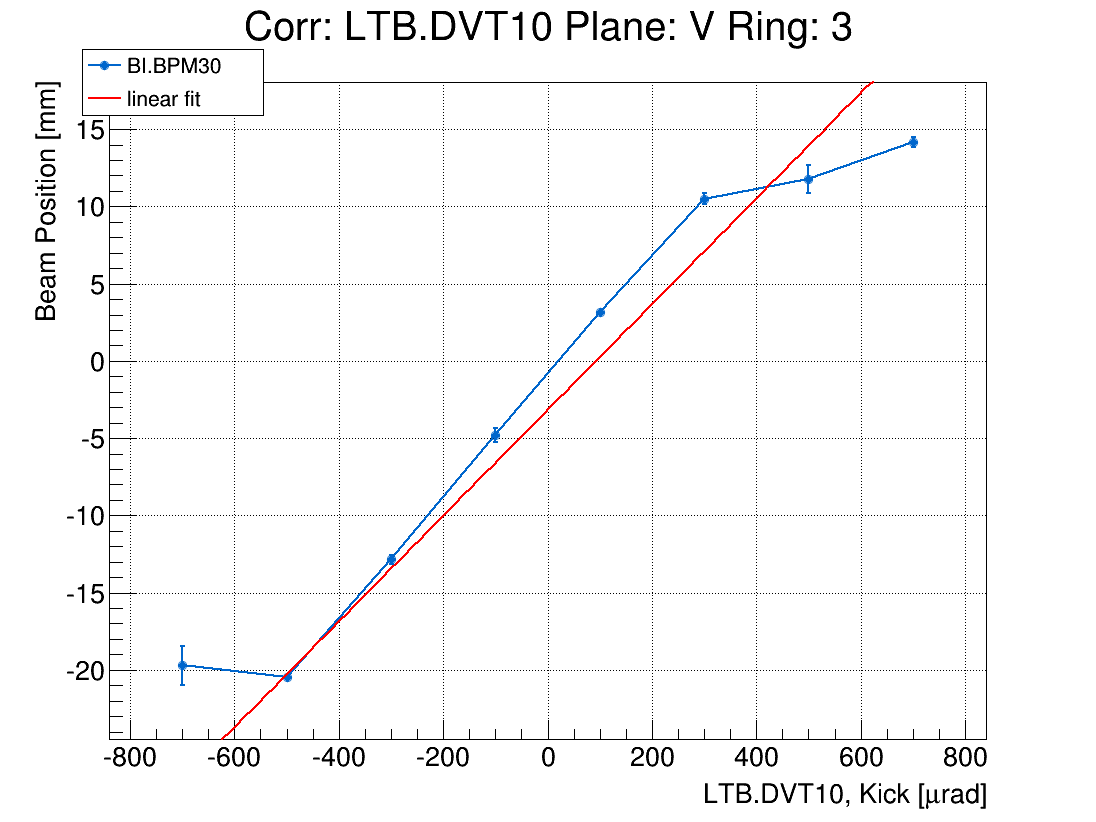 Corr: LTB.DVT10 Plane: V Ring: 3
BI.BPM30
linear fit
Beam Position [mm]
15
10
5
0
-5
-10
-15
-20
-800 -600 -400 -200 0 200 400 600 800
LTB.DVT10, Kick [μrad]